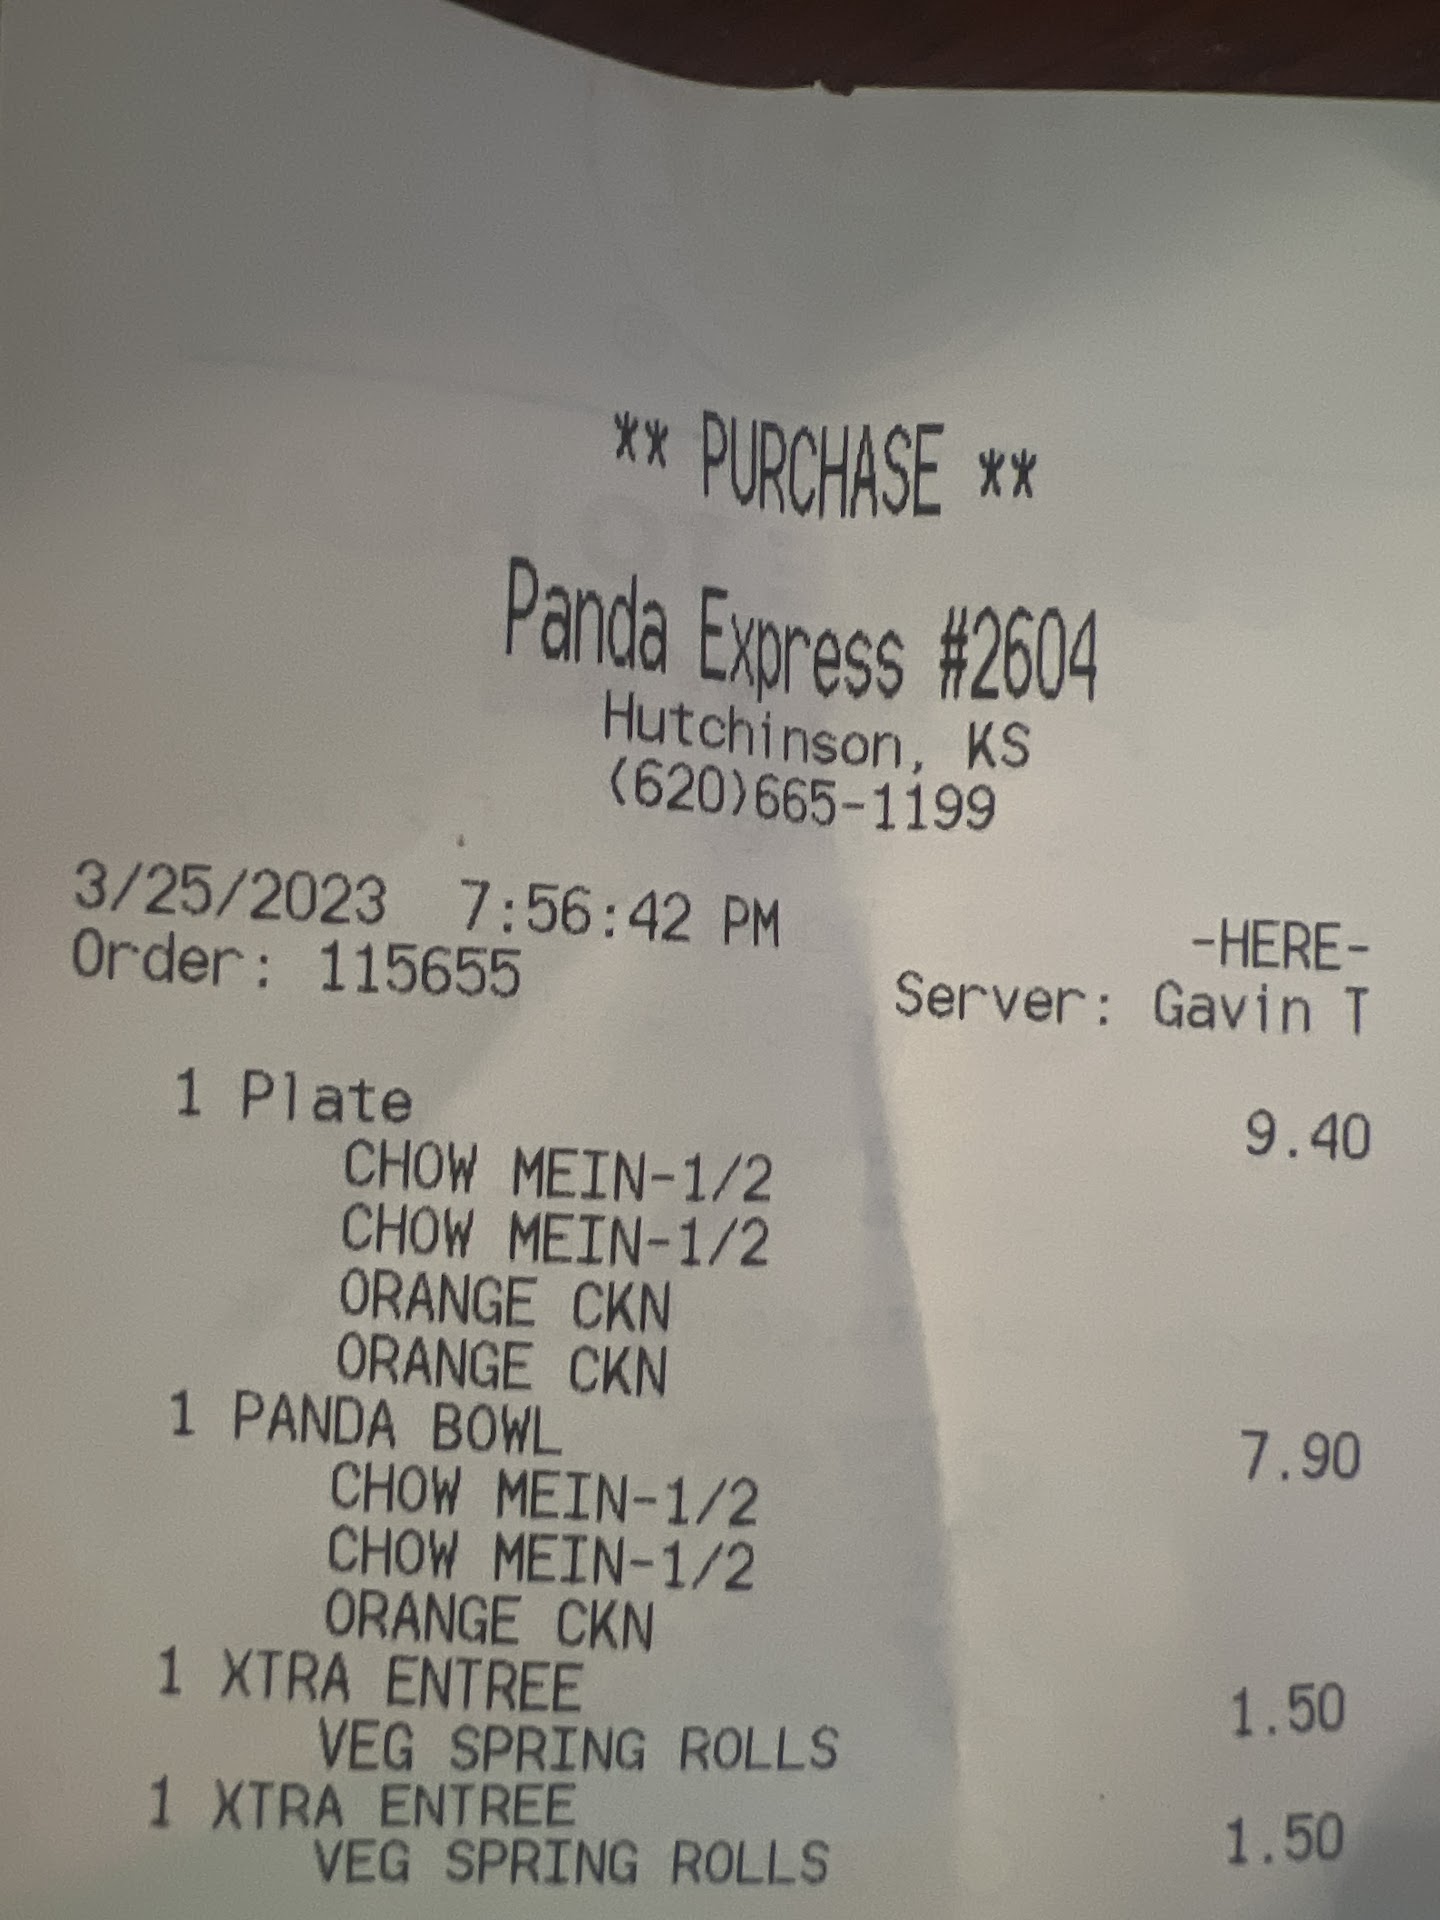 ** PURCHASE **
Panda Express #2604
Hutchinson, KS
(620)665-1199
3/25/2023 7:56:42 PM
-HERE-
Order: 115655 Server: Gavin T
1 Plate 9.40
CHOW MEIN-1/2
CHOW MEIN-1/2
ORANGE CKN
ORANGE CKN
1 PANDA BOWL 7.90
CHOW MEIN-1/2
CHOW MEIN-1/2
ORANGE CKN
1 XTRA ENTREE 1.50
VEG SPRING ROLLS
1 XTRA ENTREE 1.50
VEG SPRING ROLLS